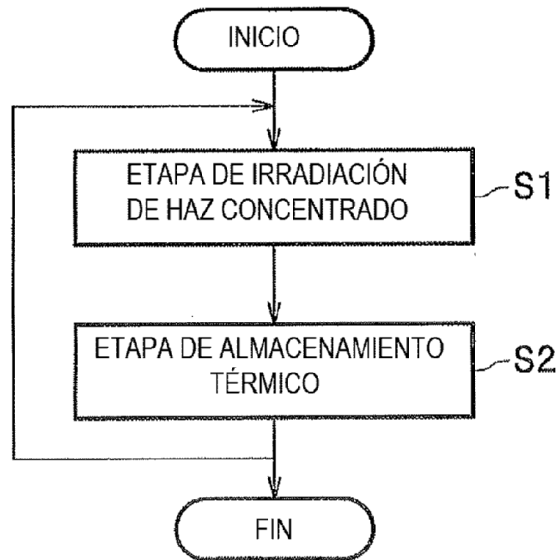 INICIO
ETAPA DE IRRADIACIÓN
DE HAZ CONCENTRADO
S1
ETAPA DE ALMACENAMIENTO
TÉRMICO
S2
FIN